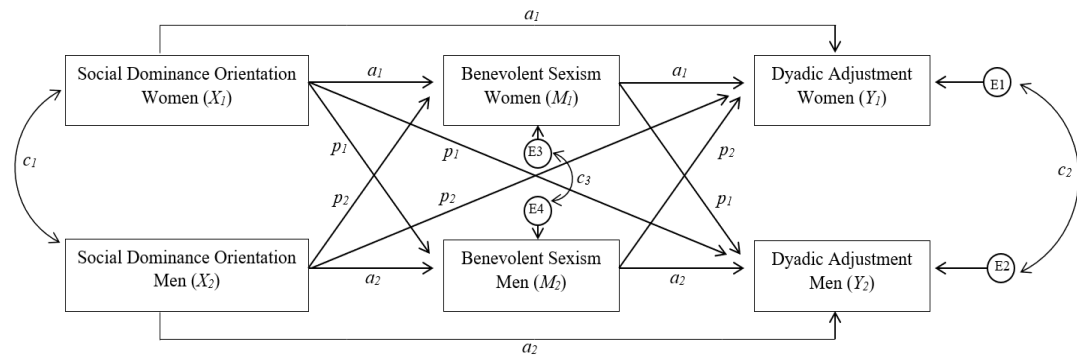 a1
Social Dominance Orientation
Women (X1)
a1
Benevolent Sexism
Women (M1)
a1
Dyadic Adjustment
Women (Y1)
E1
c1
p1
p2
p1
p2
E3
E4
c3
p2
p1
c2
Social Dominance Orientation
Men (X2)
a2
Benevolent Sexism
Men (M2)
a2
Dyadic Adjustment
Men (Y2)
E2
a2